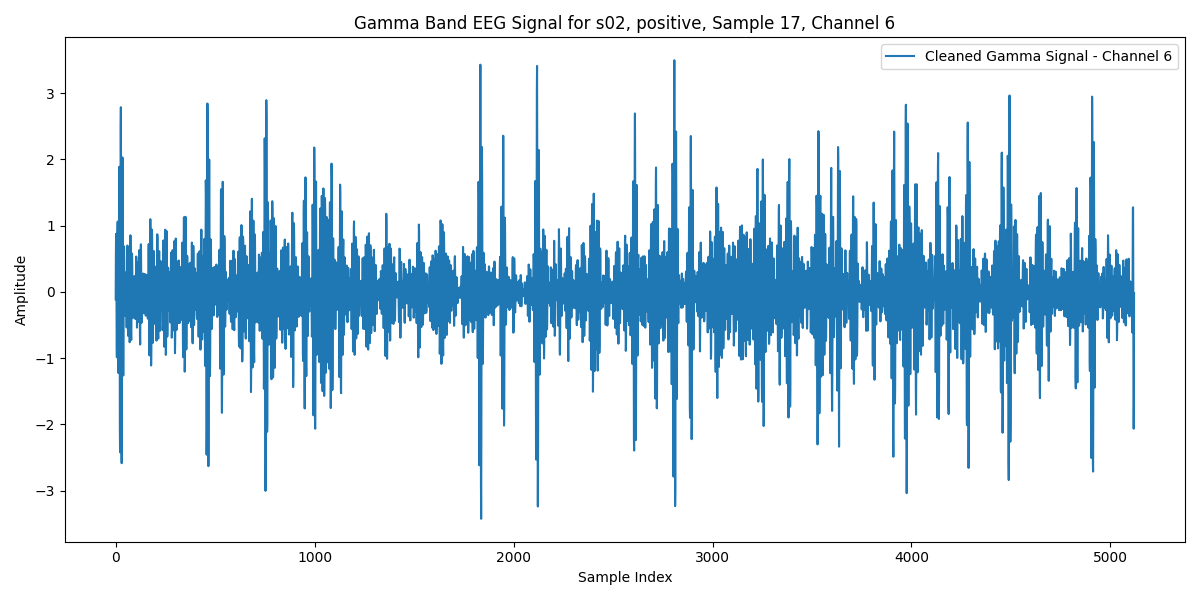 Gamma Band EEG Signal for s02, positive, Sample 17, Channel 6
Cleaned Gamma Signal - Channel 6
Amplitude
3
2
1
0
−1
−2
−3
0 1000 2000 3000 4000 5000
Sample Index